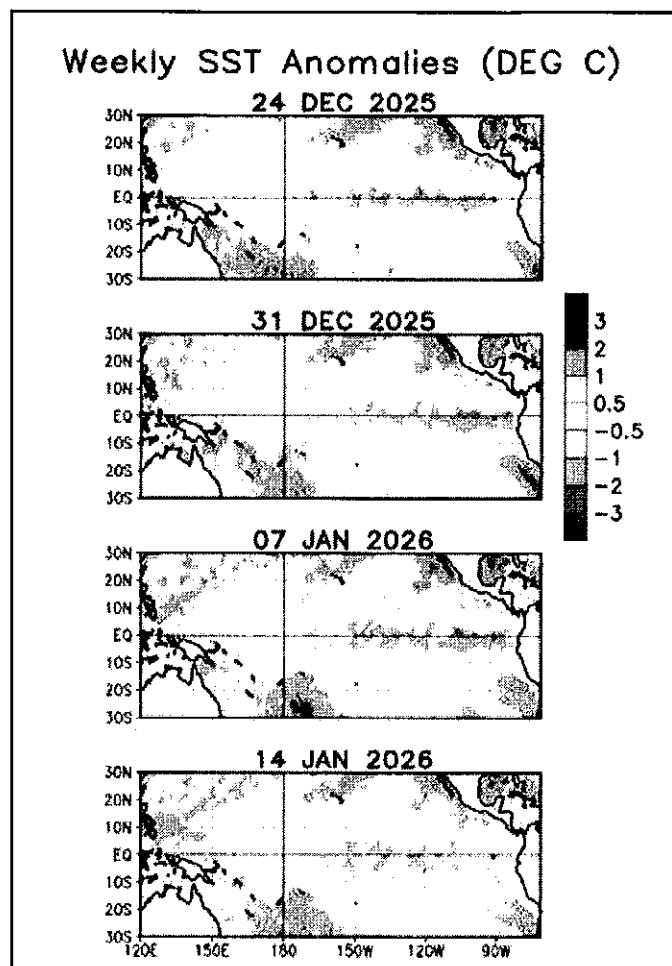 Weekly SST Anomalies (DEG C)
24 DEC 2025
30N
20N
10N
EQ
10S
20S
30S
31 DEC 2025
30N
20N
10N
EQ
10S
20S
30S
3
2
1
0.5
-0.5
-1
-2
-3
07 JAN 2026
30N
20N
10N
EQ
10S
20S
30S
14 JAN 2026
30N
20N
10N
EQ
10S
20S
30S
120E 150E 180 150W 120W 90W